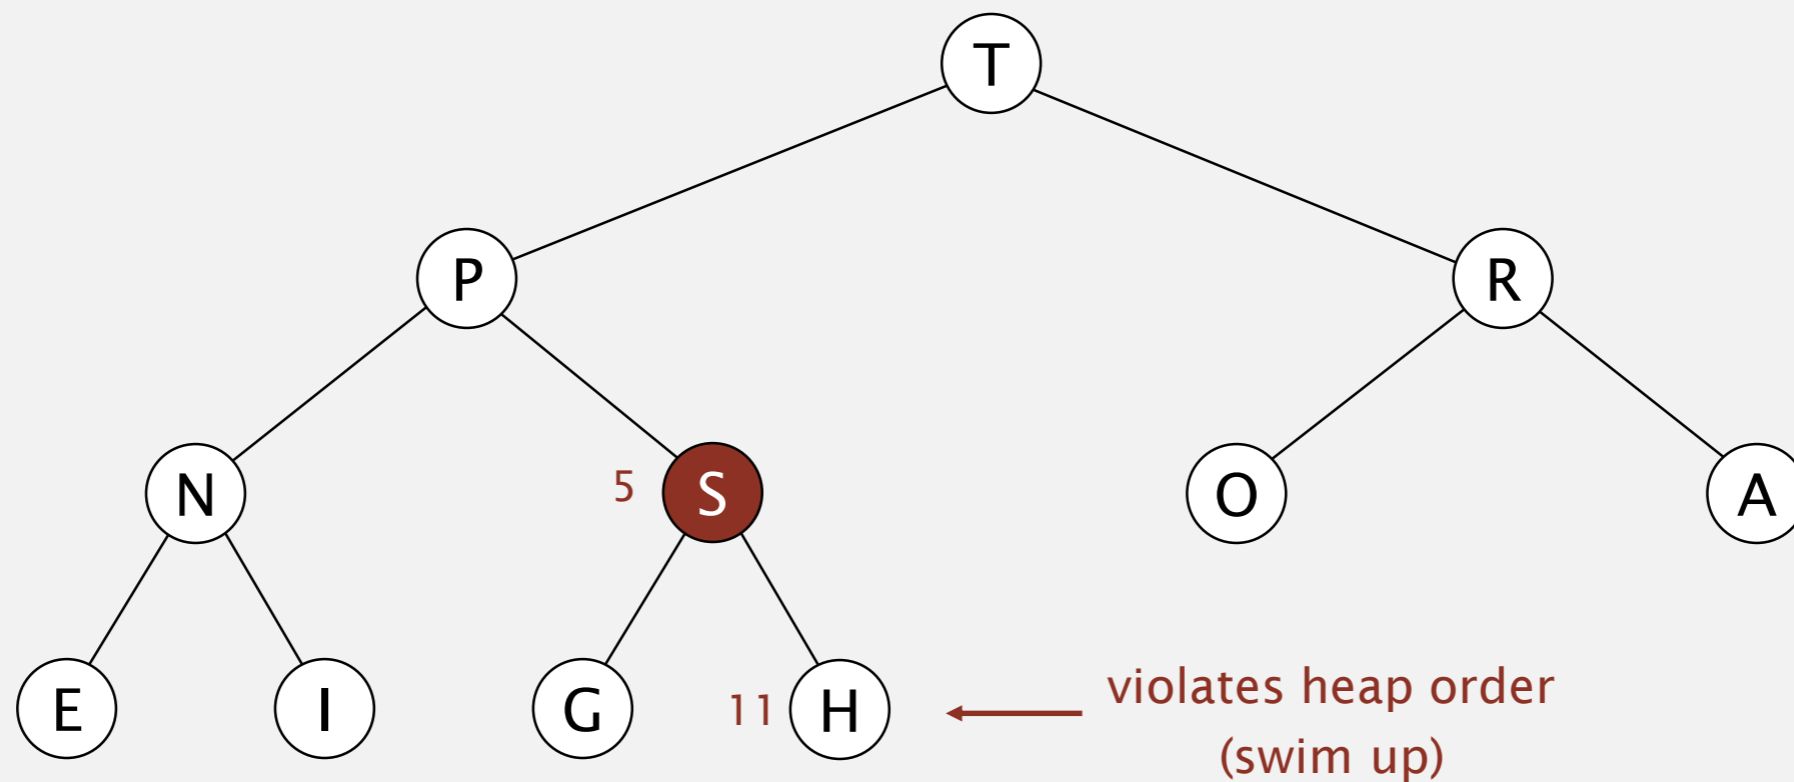 T
P
R
N
5
S
O
A
E
I
G
11
H
violates heap order
(swim up)